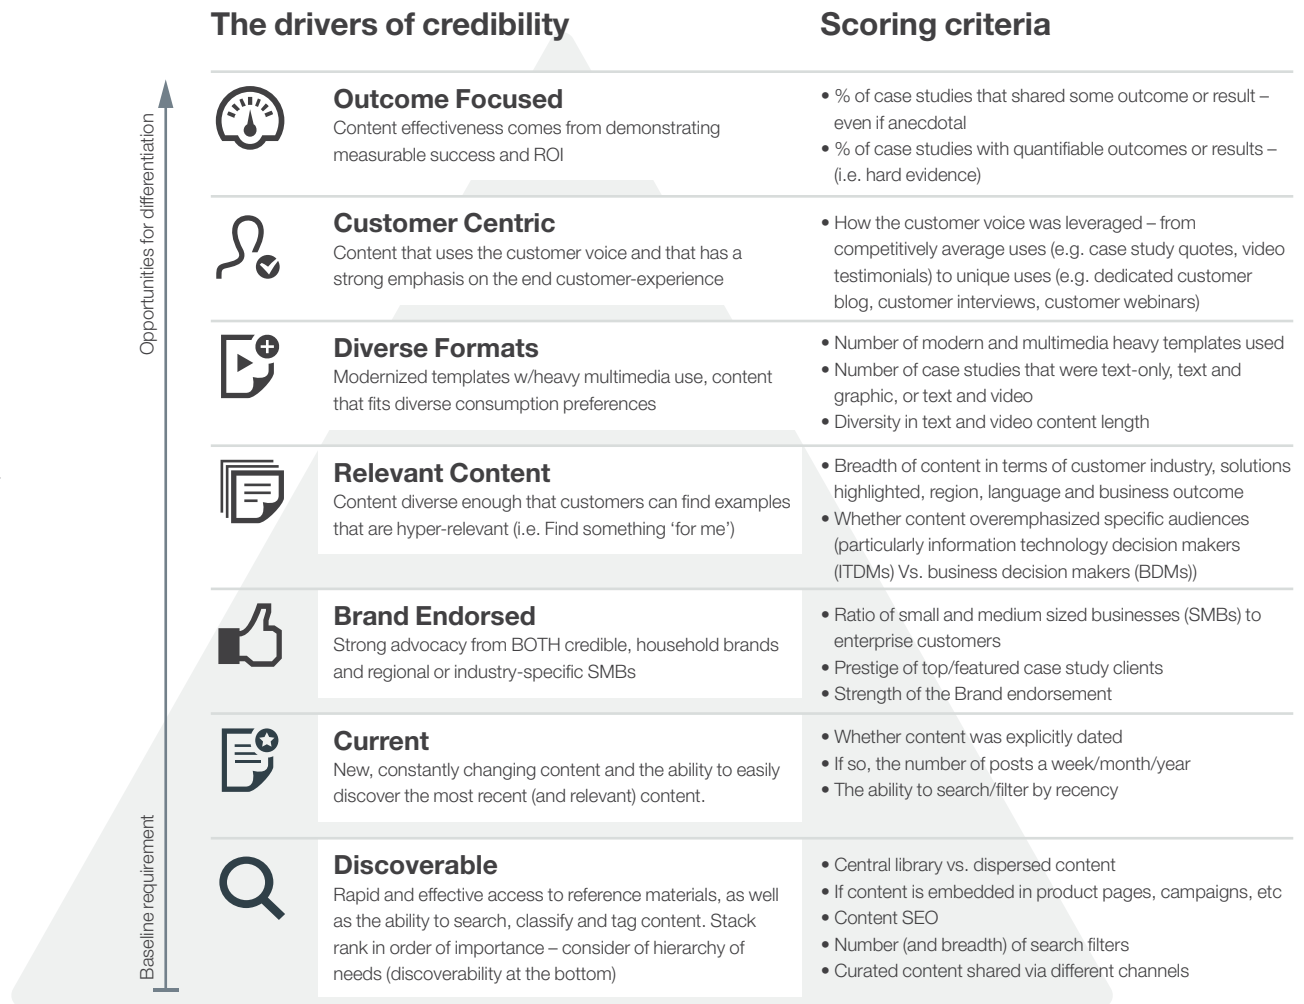 The drivers of credibility
Scoring criteria
Opportunities for differentiation
Baseline requirement
Outcome Focused
Content effectiveness comes from demonstrating
measurable success and ROI
• % of case studies that shared some outcome or result –
even if anecdotal
• % of case studies with quantifiable outcomes or results –
(i.e. hard evidence)
Customer Centric
Content that uses the customer voice and that has a
strong emphasis on the end customer-experience
• How the customer voice was leveraged – from
competitively average uses (e.g. case study quotes, video
testimonials) to unique uses (e.g. dedicated customer
blog, customer interviews, customer webinars)
Diverse Formats
Modernized templates w/heavy multimedia use, content
that fits diverse consumption preferences
• Number of modern and multimedia heavy templates used
• Number of case studies that were text-only, text and
graphic, or text and video
• Diversity in text and video content length
Relevant Content
Content diverse enough that customers can find examples
that are hyper-relevant (i.e. Find something ‘for me’)
• Breadth of content in terms of customer industry, solutions
highlighted, region, language and business outcome
• Whether content overemphasized specific audiences
(particularly information technology decision makers
(ITDMs) Vs. business decision makers (BDMs))
Brand Endorsed
Strong advocacy from BOTH credible, household brands
and regional or industry-specific SMBs
• Ratio of small and medium sized businesses (SMBs) to
enterprise customers
• Prestige of top/featured case study clients
• Strength of the Brand endorsement
Current
New, constantly changing content and the ability to easily
discover the most recent (and relevant) content.
• Whether content was explicitly dated
• If so, the number of posts a week/month/year
• The ability to search/filter by recency
Discoverable
Rapid and effective access to reference materials, as well
as the ability to search, classify and tag content. Stack
rank in order of importance – consider of hierarchy of
needs (discoverability at the bottom)
• Central library vs. dispersed content
• If content is embedded in product pages, campaigns, etc
• Content SEO
• Number (and breadth) of search filters
• Curated content shared via different channels